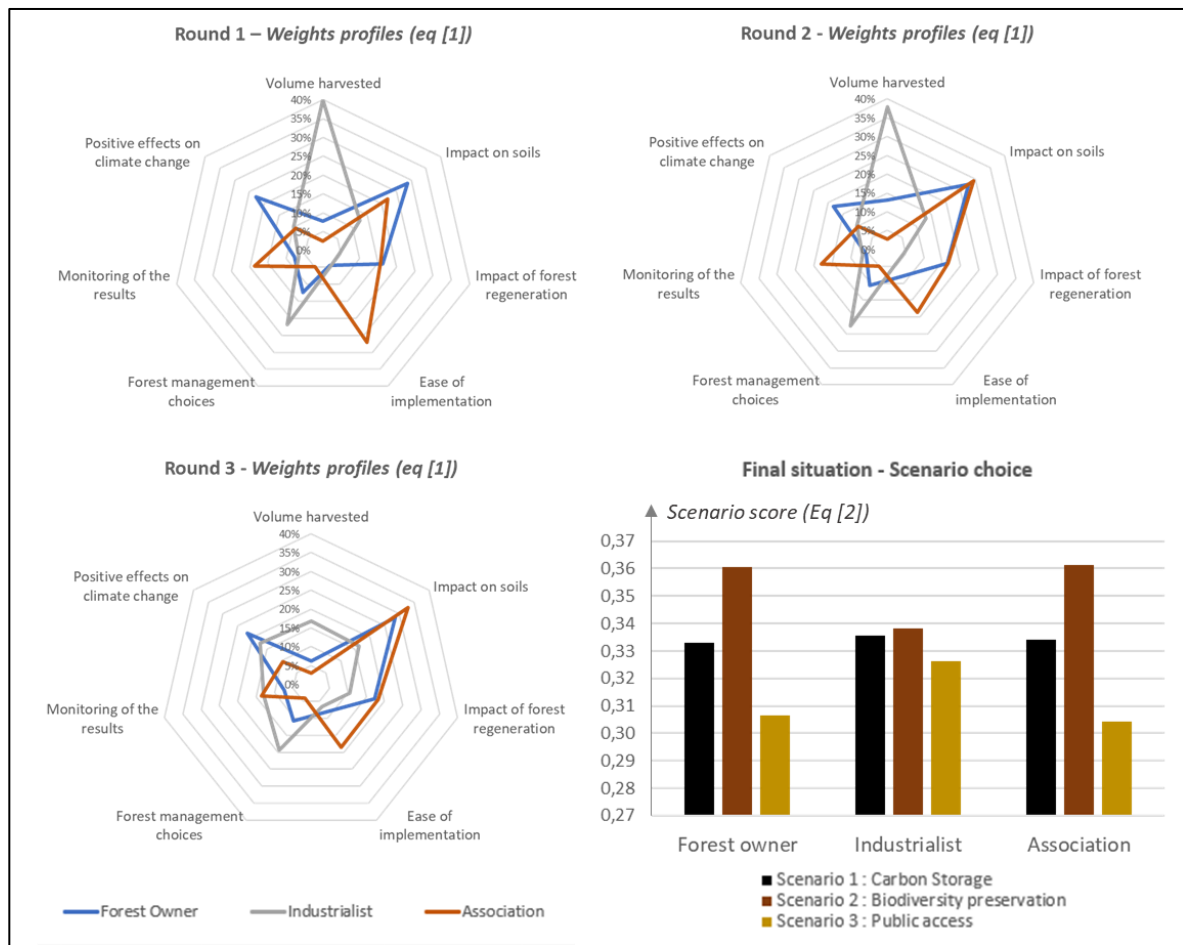 Round 1 – Weights profiles (eq [1])
Volume harvested
40%
35%
30%
25%
20%
15%
10%
5%
0%
Positive effects on
climate change
Impact on soils
Monitoring of the
results
Impact of forest
regeneration
Forest management
choices
Ease of
implementation
Round 2 - Weights profiles (eq [1])
Volume harvested
40%
35%
30%
25%
20%
15%
10%
5%
0%
Positive effects on
climate change
Impact on soils
Monitoring of the
results
Impact of forest
regeneration
Forest management
choices
Ease of
implementation
Round 3 - Weights profiles (eq [1])
Volume harvested
40%
35%
30%
25%
20%
15%
10%
5%
0%
Positive effects on
climate change
Impact on soils
Monitoring of the
results
Impact of forest
regeneration
Forest management
choices
Ease of
implementation
Forest Owner
Industrialist
Association
Final situation - Scenario choice
Scenario score (Eq [2])
0,37
0,36
0,35
0,34
0,33
0,32
0,31
0,30
0,29
0,28
0,27
Forest owner
Industrialist
Association
Scenario 1 : Carbon Storage
Scenario 2 : Biodiversity preservation
Scenario 3 : Public access